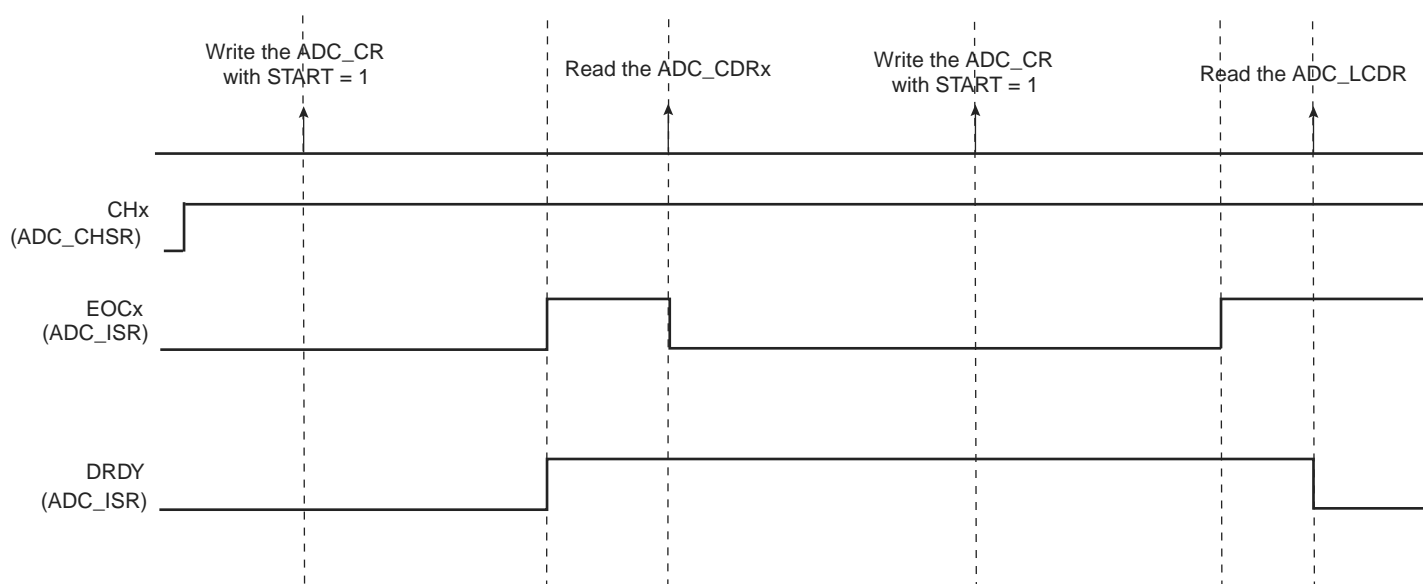 Write the ADC_CR
with START = 1
Read the ADC_CDRx
Write the ADC_CR
with START = 1
Read the ADC_LCDR
CHx
(ADC_CHSR)
EOCx
(ADC_ISR)
DRDY
(ADC_ISR)